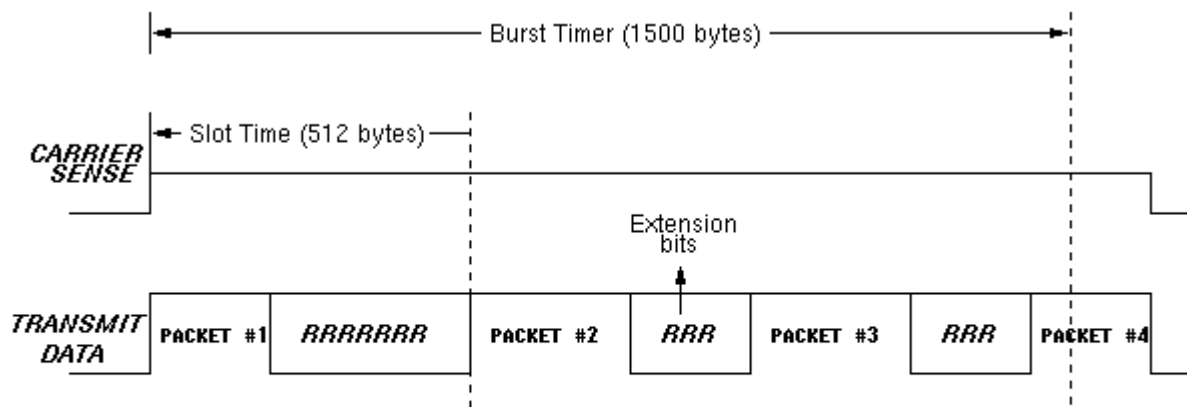 Burst Timer (1500 bytes)
Slot Time (512 bytes)
CARRIER
SENSE
Extension
bits
TRANSMIT
DATA
PACKET #1
RRRRRRR
PACKET #2
RRR
PACKET #3
RRR
PACKET #4